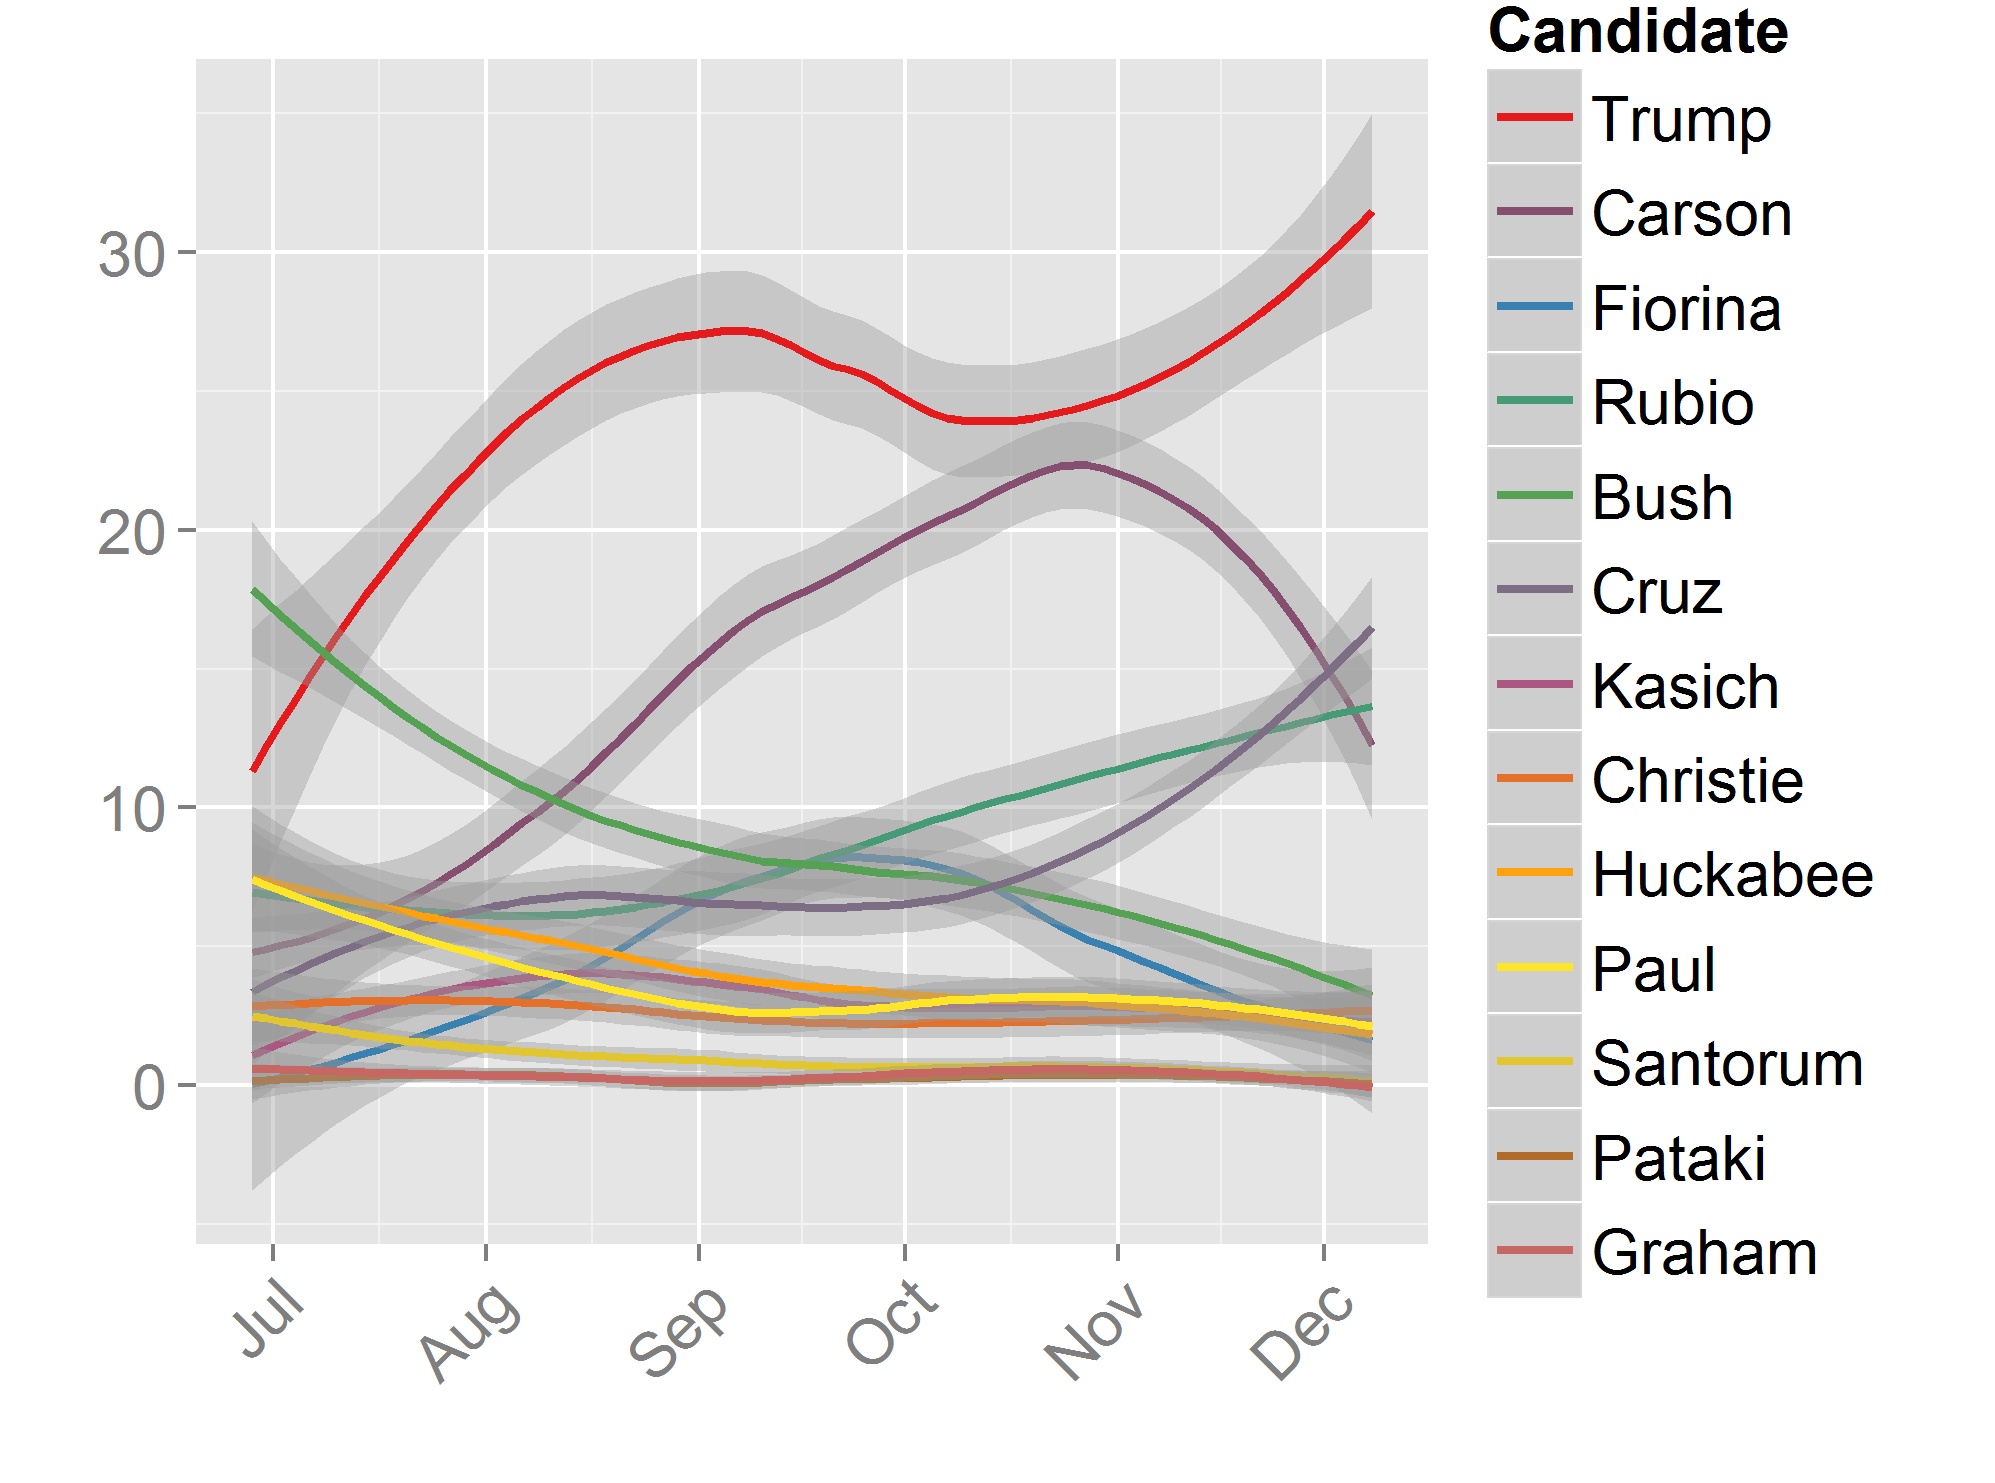 Candidate
Trump
Carson
Fiorina
Rubio
Bush
Cruz
Kasich
Christie
Huckabee
Paul
Santorum
Pataki
Graham
30
20
10
0
Jul
Aug
Sep
Oct
Nov
Dec